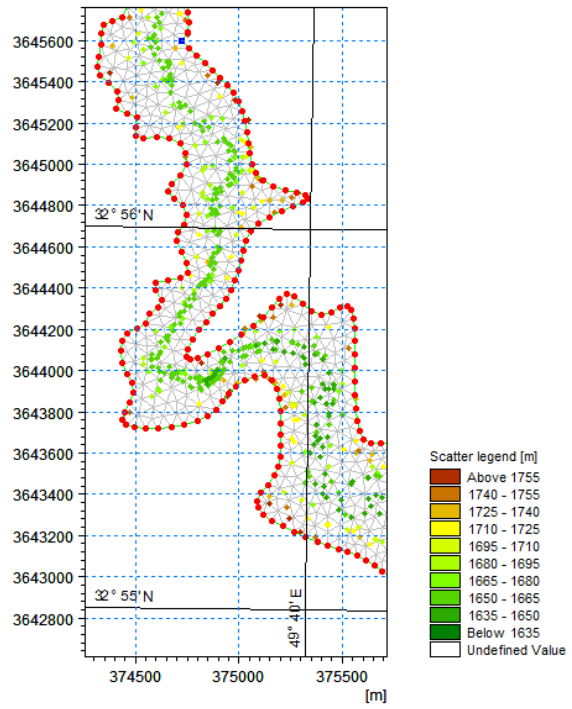 3645600
3645400
3645200
3645000
3644800
32° 56' N
3644600
3644400
3644200
3644000
3643800
3643600
3643400
3643200
3643000
32° 55' N
3642800
49° 40' E
374500 375000 375500
[m]
Scatter legend [m]
Above 1755
1740 - 1755
1725 - 1740
1710 - 1725
1695 - 1710
1680 - 1695
1665 - 1680
1650 - 1665
1635 - 1650
Below 1635
Undefined Value